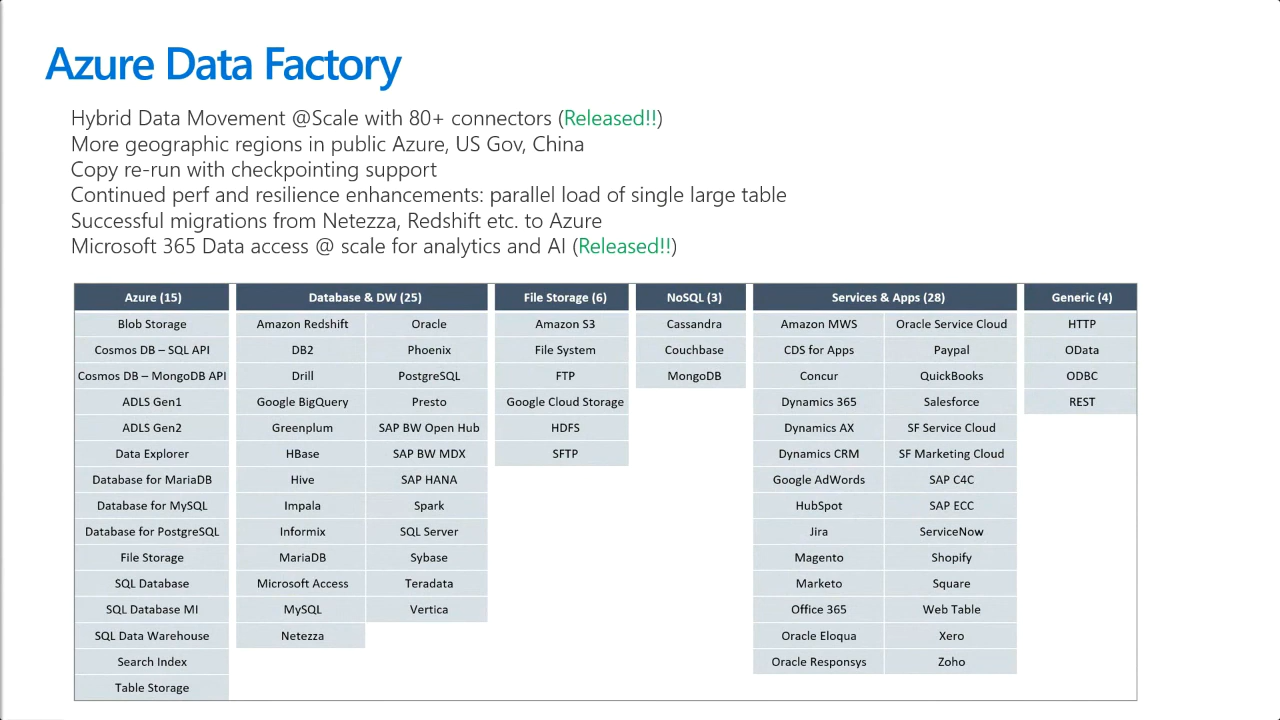 Azure Data Factory
Hybrid Data Movement @Scale with 80+ connectors (Released!!)
More geographic regions in public Azure, US Gov, China
Copy re-run with checkpointing support
Continued perf and resilience enhancements: parallel load of single large table
Successful migrations from Netezza, Redshift etc. to Azure
Microsoft 365 Data access @ scale for analytics and AI (Released!!)
Azure (15) Database & DW (25) File Storage (6) NoSQL (3) Services & Apps (28) Generic (4)
Blob Storage Amazon Redshift Oracle Amazon S3 Cassandra Amazon MWS Oracle Service Cloud HTTP
Cosmos DB – SQL API DB2 Phoenix File System Couchbase CDS for Apps Paypal OData
Cosmos DB – MongoDB API Drill PostgreSQL FTP MongoDB Concur QuickBooks ODBC
ADLS Gen1 Google BigQuery Presto Google Cloud Storage Dynamics 365 Salesforce REST
ADLS Gen2 Greenplum SAP BW Open Hub HDFS Dynamics AX SF Service Cloud
Data Explorer HBase SAP BW MDX SFTP Dynamics CRM SF Marketing Cloud
Database for MariaDB Hive SAP HANA Google AdWords SAP C4C
Database for MySQL Impala Spark HubSpot SAP ECC
Database for PostgreSQL Informix SQL Server Jira ServiceNow
File Storage MariaDB Sybase Magento Shopify
SQL Database Microsoft Access Teradata Marketo Square
SQL Database MI MySQL Vertica Office 365 Web Table
SQL Data Warehouse Netezza Oracle Eloqua Xero
Search Index Oracle Responsys Zoho
Table Storage